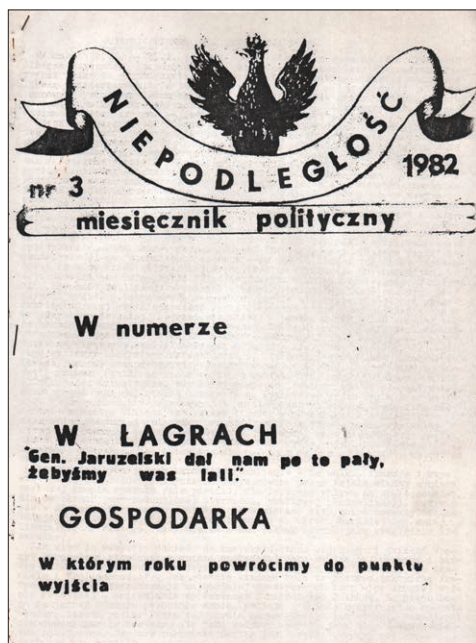 NIEPODLEGŁOŚĆ
nr 3
1982
miesięcznik polityczny
W numerze
W ŁAGRACH
"Gen. Jaruzelski dał nam po to pały,
żębyśmy was lali."
GOSPODARKA
W którym roku powrócimy do punktu
wyjścia